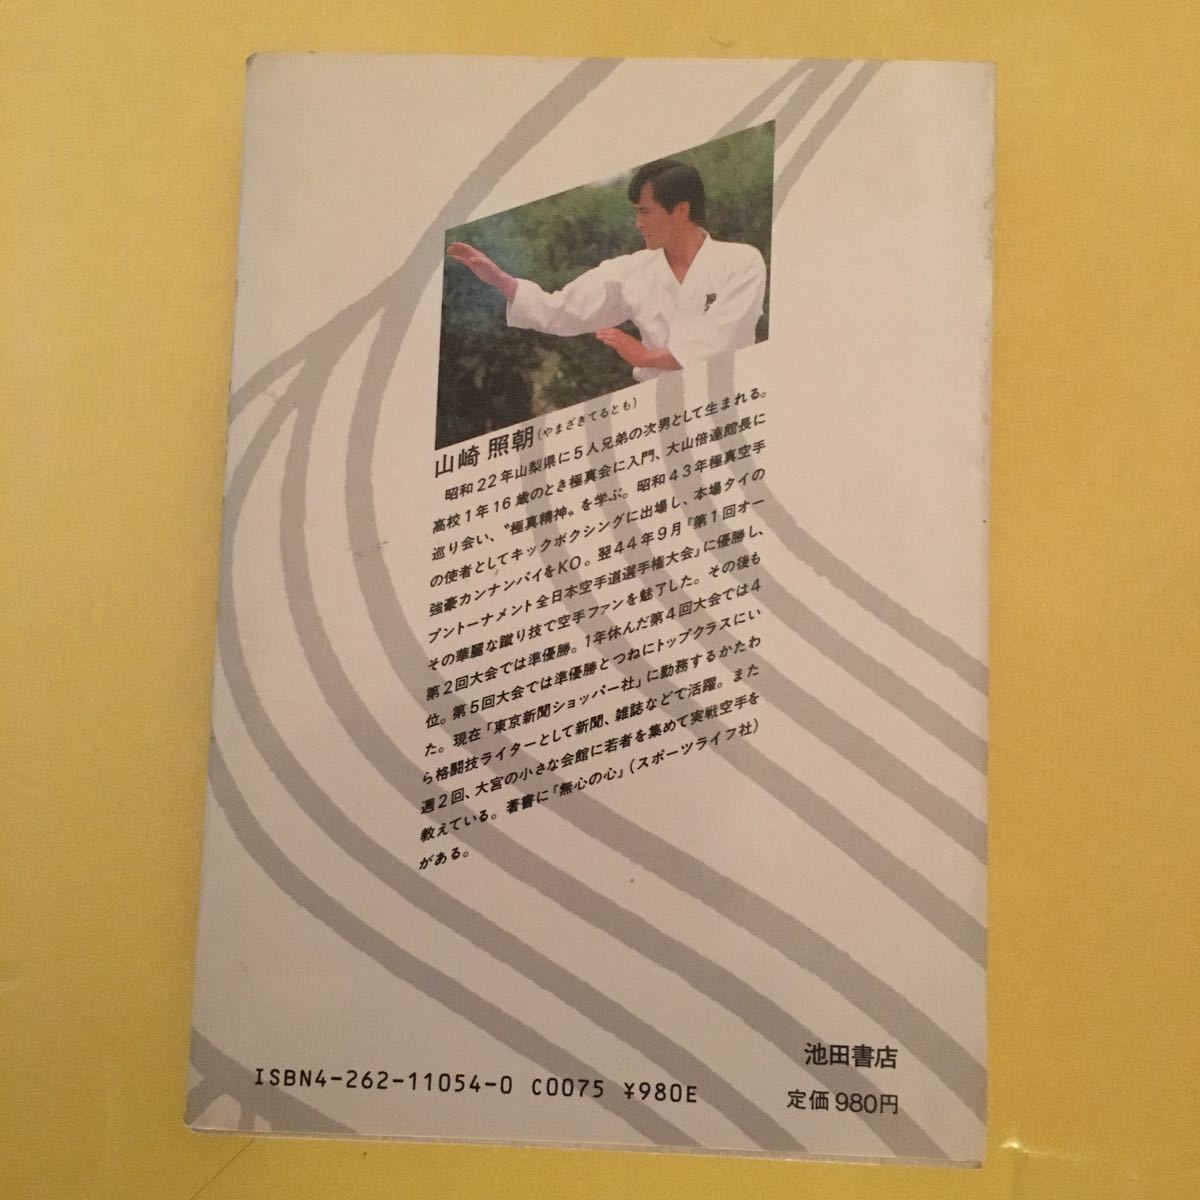 山崎 照朝(やまざきてるとも)
昭和22年山梨県に5人兄弟の次男として生まれる。
高校1年16歳のとき極真会に入門、大山倍達館長に
巡り会い、〝極真精神〟を学ぶ。昭和43年極真空手
の使者としてキックボクシングに出場し、本場タイの
強豪カンナンパイをKO。翌44年9月『第1回オー
プントーナメント全日本空手道選手権大会』に優勝し、
その華麗な蹴り技で空手ファンを魅了した。その後も
第2回大会では準優勝。1年休んだ第4回大会では4
位。第5回大会では準優勝とつねにトップクラスにい
た。現在「東京新聞ショッパー社」に勤務するかたわ
ら格闘技ライターとして新聞、雑誌などで活躍。また
週2回、大宮の小さな会館に若者を集めて実戦空手を
教えている。著書に『無心の心』(スポーツライフ社)
がある。
池田書店
ISBN4-262-11054-0 C0075 ¥980E
定価980円